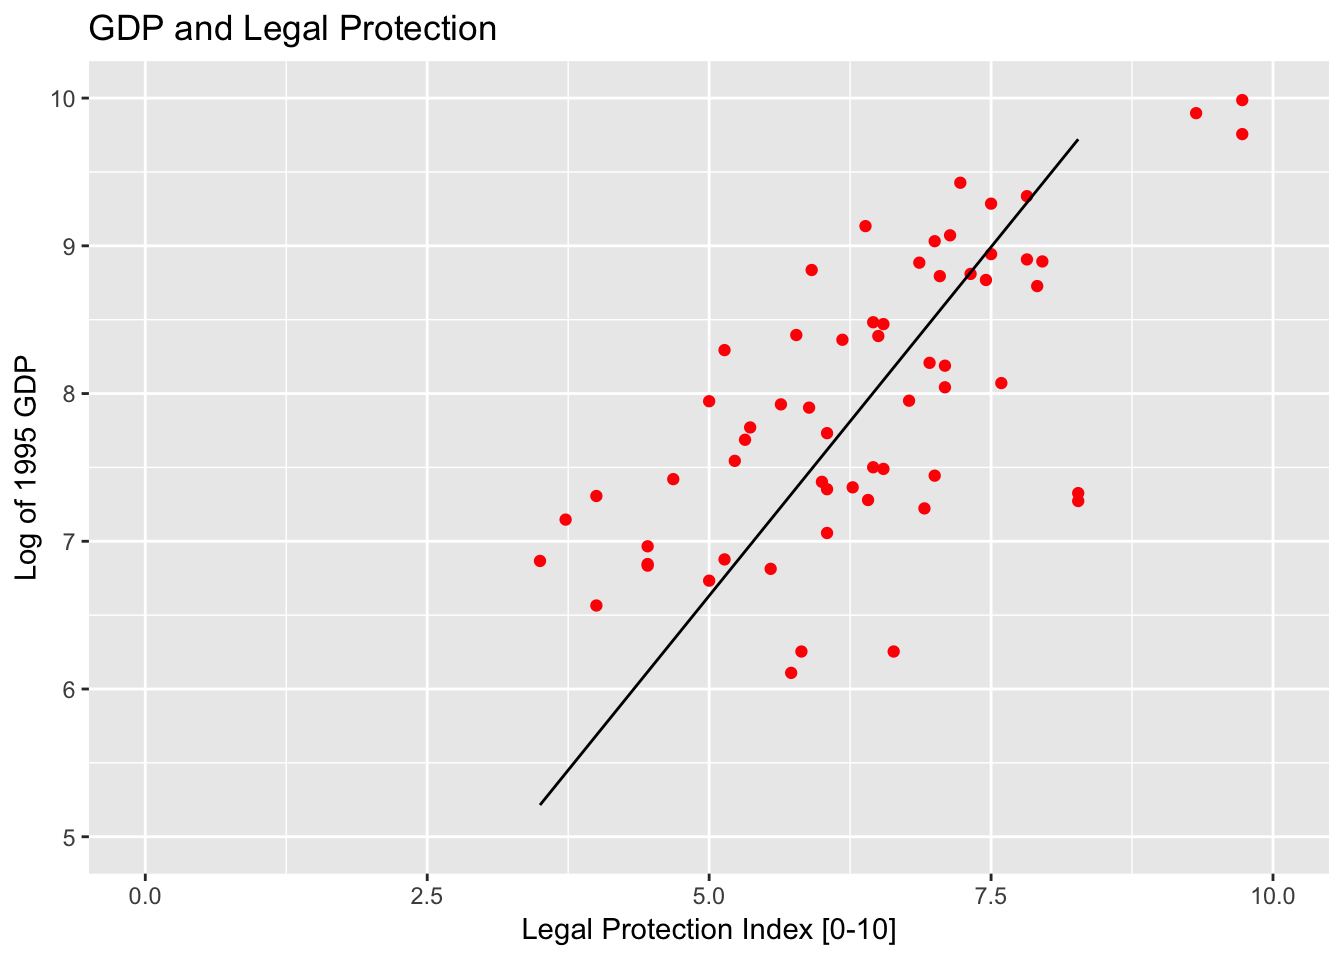 GDP and Legal Protection
10
9
8
7
6
5
Log of 1995 GDP
0.0 2.5 5.0 7.5 10.0
Legal Protection Index [0-10]